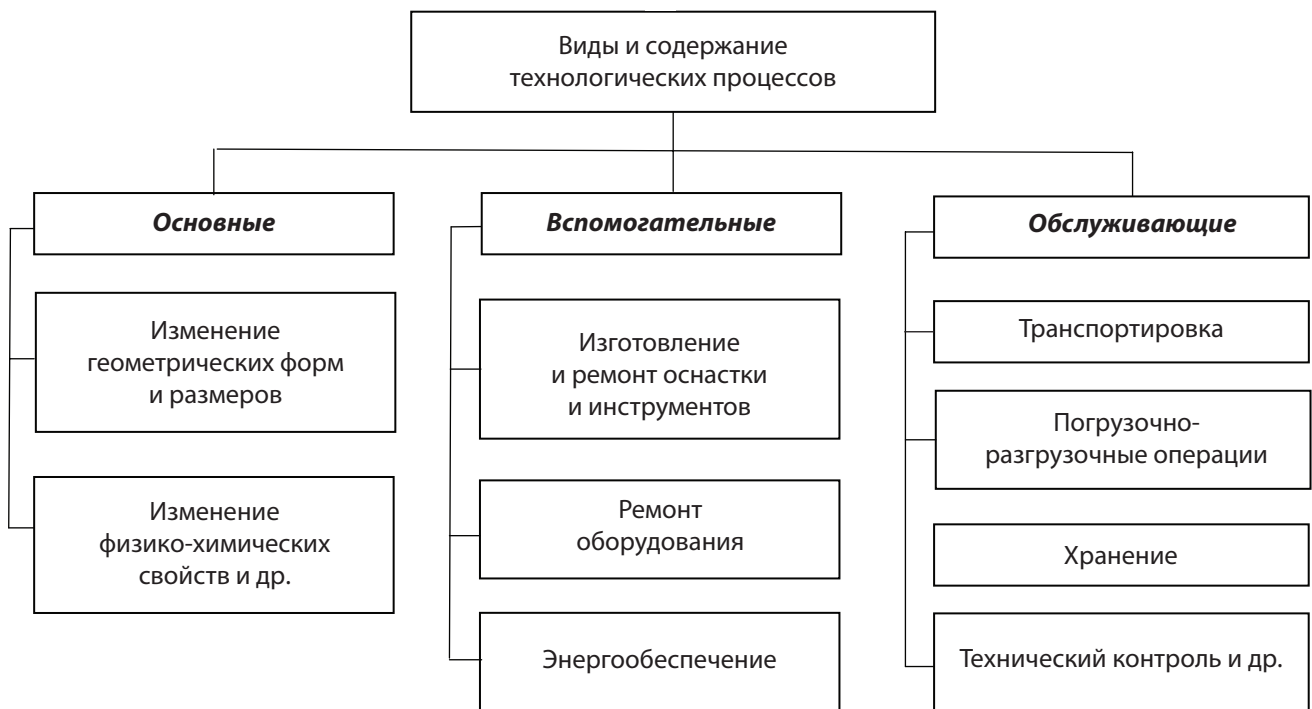 Виды и содержание
технологических процессов
Основные
Изменение
геометрических форм
и размеров
Изменение
физико-химических
свойств и др.
Вспомогательные
Изготовление
и ремонт оснастки
и инструментов
Ремонт
оборудования
Энергообеспечение
Обслуживающие
Транспортировка
Погрузочно-
разгрузочные операции
Хранение
Технический контроль и др.